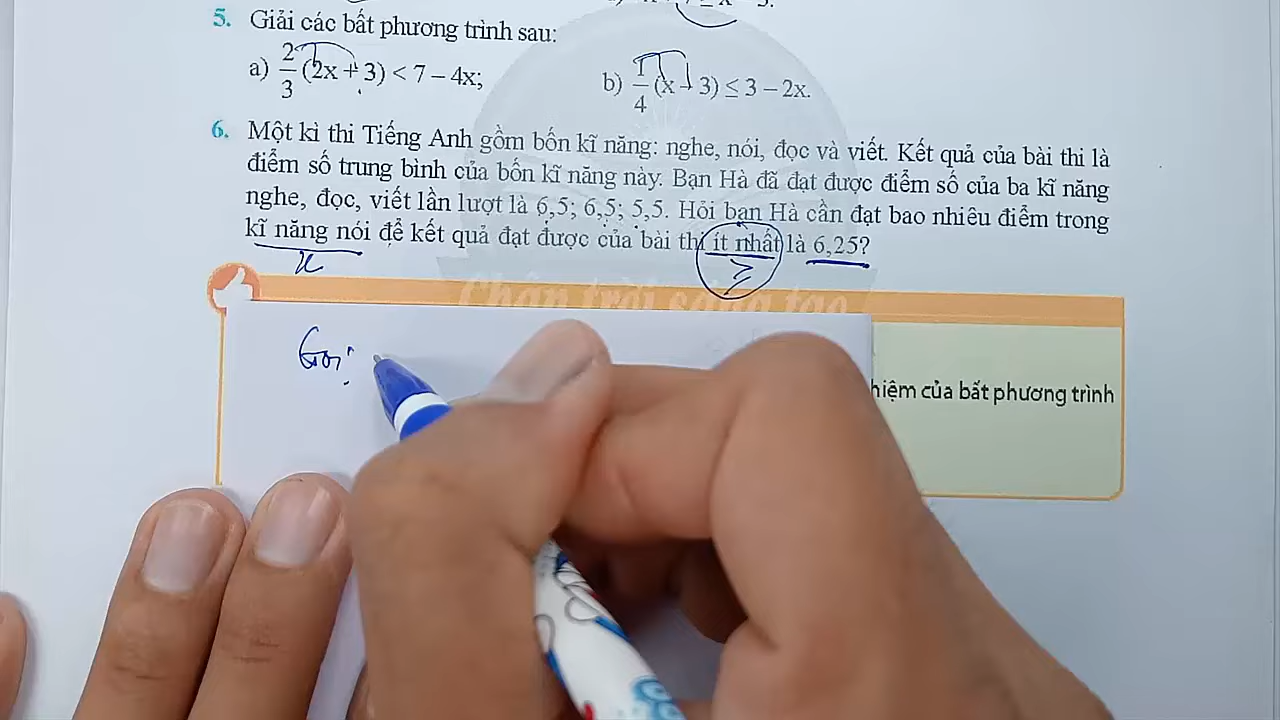 5. Giải các bất phương trình sau:
a) 2/3 (2x + 3) < 7 – 4x;
b) 1/4 (x – 3) ≤ 3 – 2x.
6. Một kì thi Tiếng Anh gồm bốn kĩ năng: nghe, nói, đọc và viết. Kết quả của bài thi là
điểm số trung bình của bốn kĩ năng này. Bạn Hà đã đạt được điểm số của ba kĩ năng
nghe, đọc, viết lần lượt là 6,5; 6,5; 5,5. Hỏi bạn Hà cần đạt bao nhiêu điểm trong
kĩ năng nói để kết quả đạt được của bài thi ít nhất là 6,25?
x ≥
Chân trời sáng tạo
Gọi
hiệm của bất phương trình